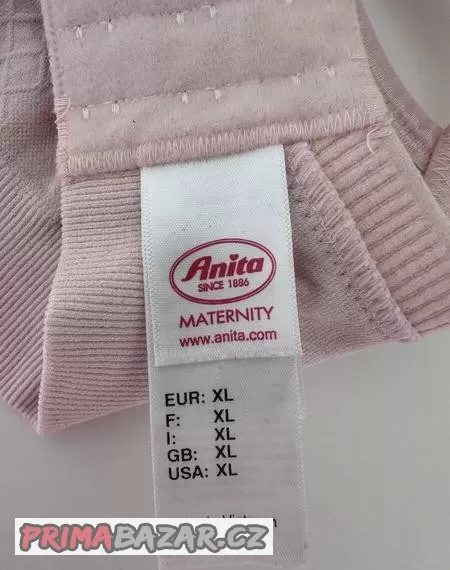 Anita
SINCE 1886
MATERNITY
www.anita.com
EUR: XL
F: XL
I: XL
GB: XL
USA: XL
PRIMABAZAR.CZ